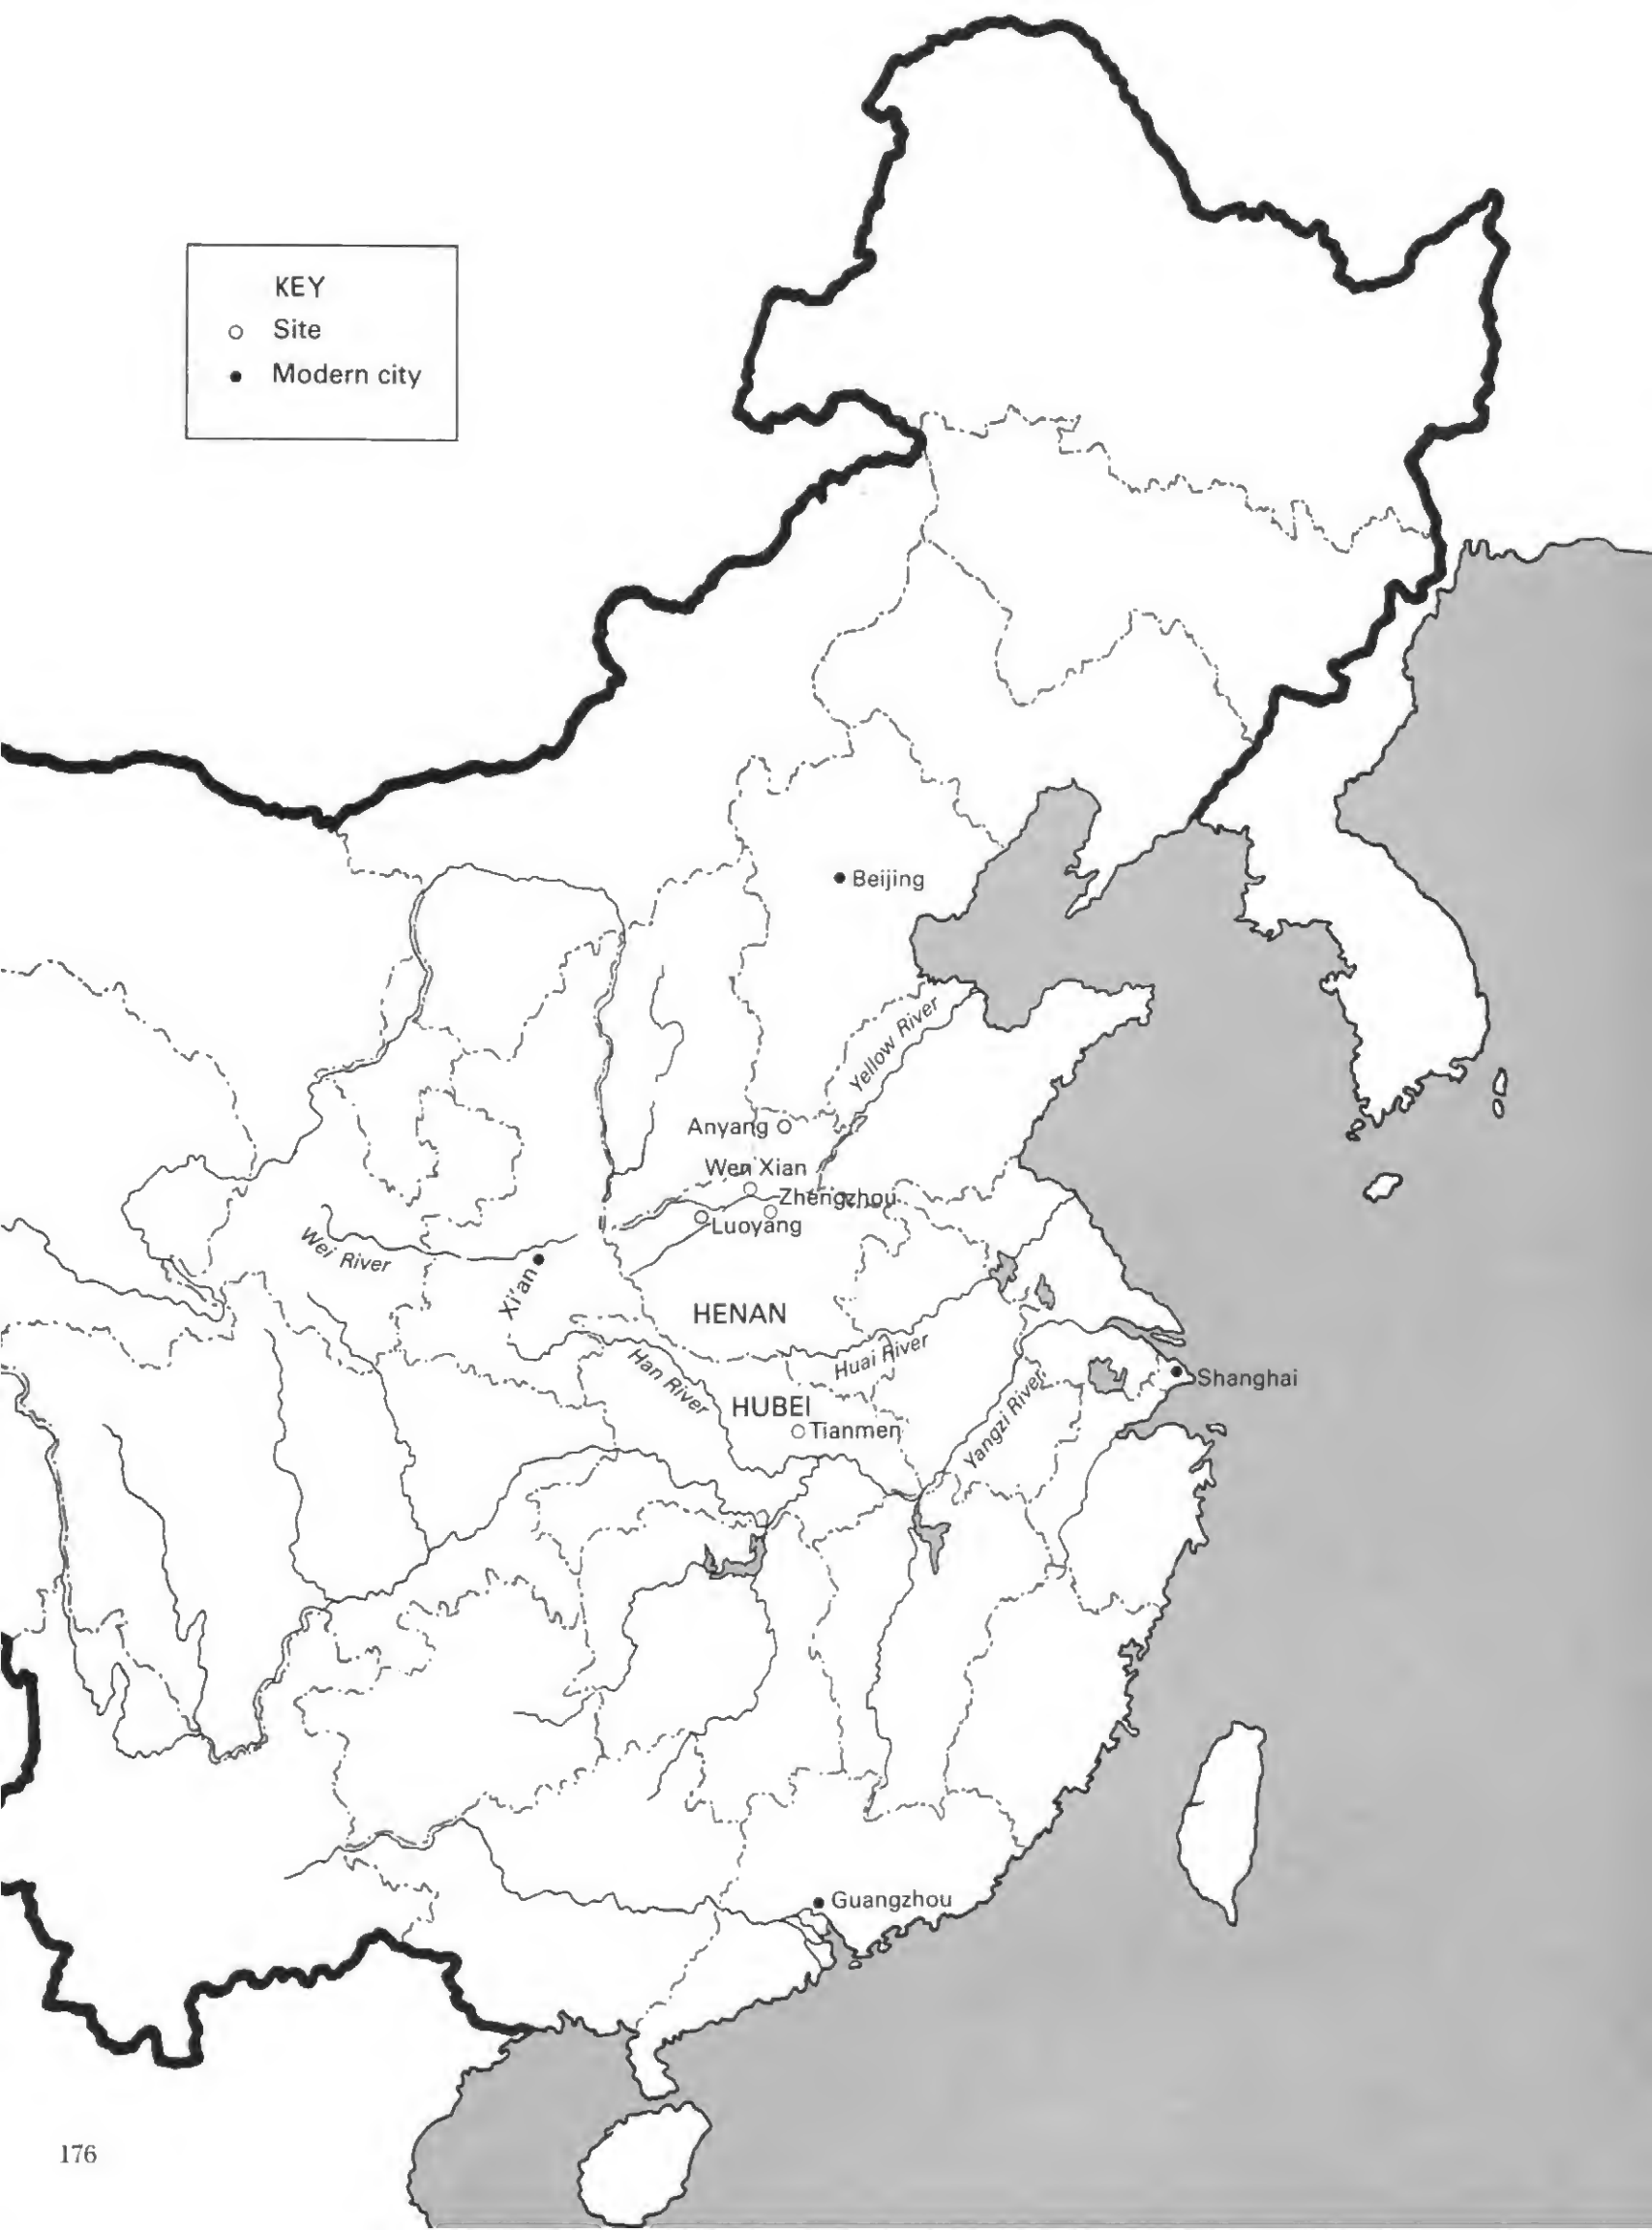 KEY
Site
Modern city
Beijing
Yellow River
Anyang
Wen Xian
Zhengzhou
Luoyang
Wei River
Xi'an
HENAN
Huai River
Han River
HUBEI
Tianmen
Yangzi River
Shanghai
Guangzhou
176